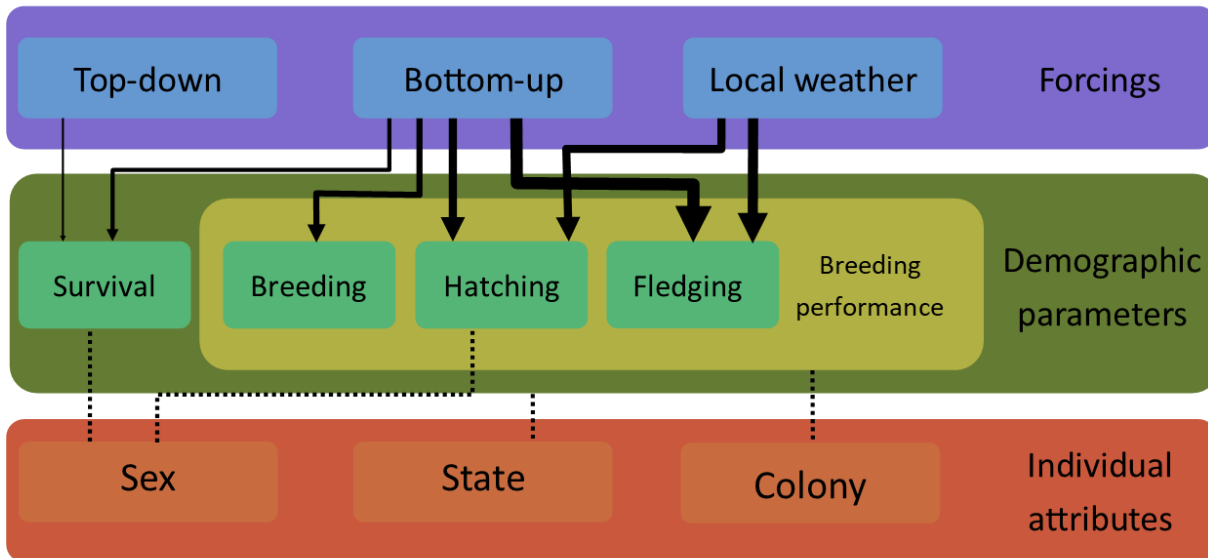 Top-down
Bottom-up
Local weather
Forcings
Survival
Breeding
Hatching
Fledging
Breeding
performance
Demographic
parameters
Sex
State
Colony
Individual
attributes